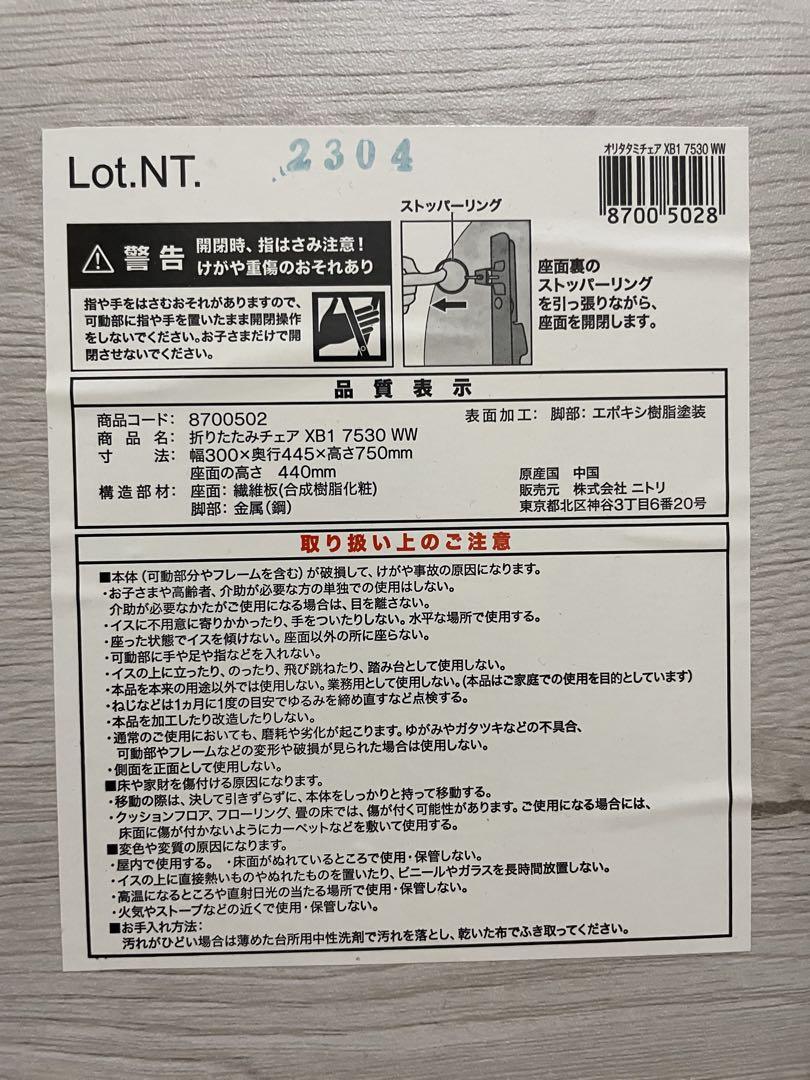 Lot.NT. 2304
オリタタミチェア XB1 7530 WW
8700 5028
ストッパーリング
警告
開閉時、指はさみ注意！
けがや重傷のおそれあり
指や手をはさむおそれがありますので、
可動部に指や手を置いたまま開閉操作
をしないでください。お子さまだけで開
閉させないでください。
座面裏の
ストッパーリング
を引っ張りながら、
座面を開閉します。
品質表示
商品コード： 8700502
商品名： 折りたたみチェア XB1 7530 WW
寸法： 幅300×奥行445×高さ750mm
座面の高さ 440mm
構造部材： 座面：繊維板（合成樹脂化粧）
脚部：金属（鋼）
表面加工： 脚部：エポキシ樹脂塗装
原産国 中国
販売元 株式会社 ニトリ
東京都北区神谷3丁目6番20号
取り扱い上のご注意
■本体（可動部分やフレームを含む）が破損して、けがや事故の原因になります。
・お子さまや高齢者、介助が必要な方の単独での使用はしない。
介助が必要なかたがご使用になる場合は、目を離さない。
・イスに不用意に寄りかかったり、手をついたりしない。水平な場所で使用する。
・座った状態でイスを傾けない。座面以外の所に座らない。
・可動部に手や足や指などを入れない。
・イスの上に立ったり、のったり、飛び跳ねたり、踏み台として使用しない。
・本品を本来の用途以外では使用しない。業務用として使用しない。（本品はご家庭での使用を目的としています）
・ねじなどは1ヵ月に1度の目安でゆるみを締め直すなど点検する。
・本品を加工したり改造したりしない。
・通常のご使用においても、磨耗や劣化が起こります。ゆがみやガタツキなどの不具合、
可動部やフレームなどの変形や破損が見られた場合は使用しない。
・側面を正面として使用しない。
■床や家財を傷付ける原因になります。
・移動の際は、決して引きずらずに、本体をしっかりと持って移動する。
・クッションフロア、フローリング、畳の床では、傷が付く可能性があります。ご使用になる場合には、
床面に傷が付かないようにカーペットなどを敷いて使用する。
■変色や変質の原因になります。
・屋内で使用する。 ・床面がぬれているところで使用・保管しない。
・イスの上に直接熱いものやぬれたものを置いたり、ビニールやガラスを長時間放置しない。
・高温になるところや直射日光の当たる場所で使用・保管しない。
・火気やストーブなどの近くで使用・保管しない。
■お手入れ方法：
汚れがひどい場合は薄めた台所用中性洗剤で汚れを落とし、乾いた布でふき取ってください。